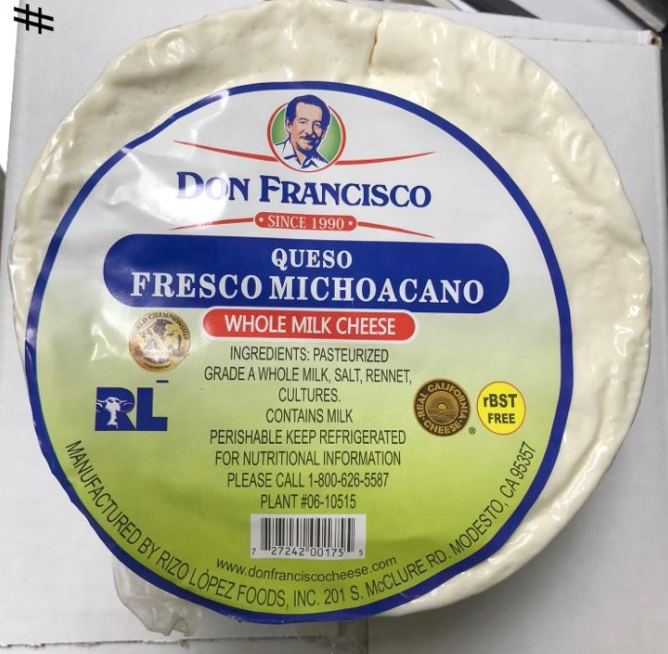 #
DON FRANCISCO
• SINCE 1990 •
QUESO
FRESCO MICHOACANO
WHOLE MILK CHEESE
INGREDIENTS: PASTEURIZED
GRADE A WHOLE MILK, SALT, RENNET,
CULTURES.
CONTAINS MILK
PERISHABLE KEEP REFRIGERATED
FOR NUTRITIONAL INFORMATION
PLEASE CALL 1-800-626-5587
PLANT #06-10515
RL
REAL CALIFORNIA
CHEESE
®
rBST
FREE
7 27242 00175 5
www.donfranciscocheese.com
MANUFACTURED BY RIZO LÓPEZ FOODS, INC. 201 S. McCLURE RD. MODESTO, CA 95357